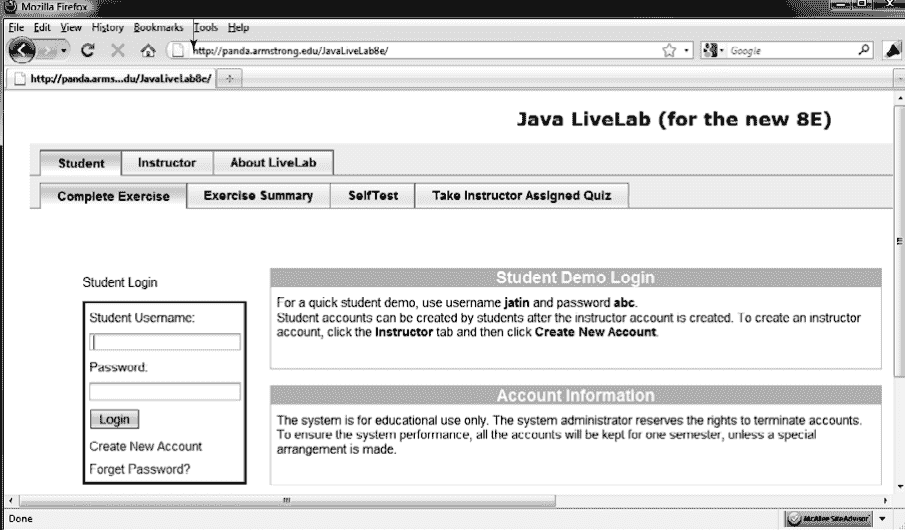 Mozilla Firefox
File Edit View History Bookmarks Tools Help
http://panda.armstrong.edu/JavaLiveLab8e/
Google
http://panda.arms...du/JavaLiveLab8e/
Java LiveLab (for the new 8E)
Student Instructor About LiveLab
Complete Exercise Exercise Summary SelfTest Take Instructor Assigned Quiz
Student Login
Student Username:
Password:
Login
Create New Account
Forget Password?
Student Demo Login
For a quick student demo, use username jatin and password abc.
Student accounts can be created by students after the instructor account is created. To create an instructor
account, click the Instructor tab and then click Create New Account.
Account Information
The system is for educational use only. The system administrator reserves the rights to terminate accounts.
To ensure the system performance, all the accounts will be kept for one semester, unless a special
arrangement is made.
Done
McAfee SiteAdvisor